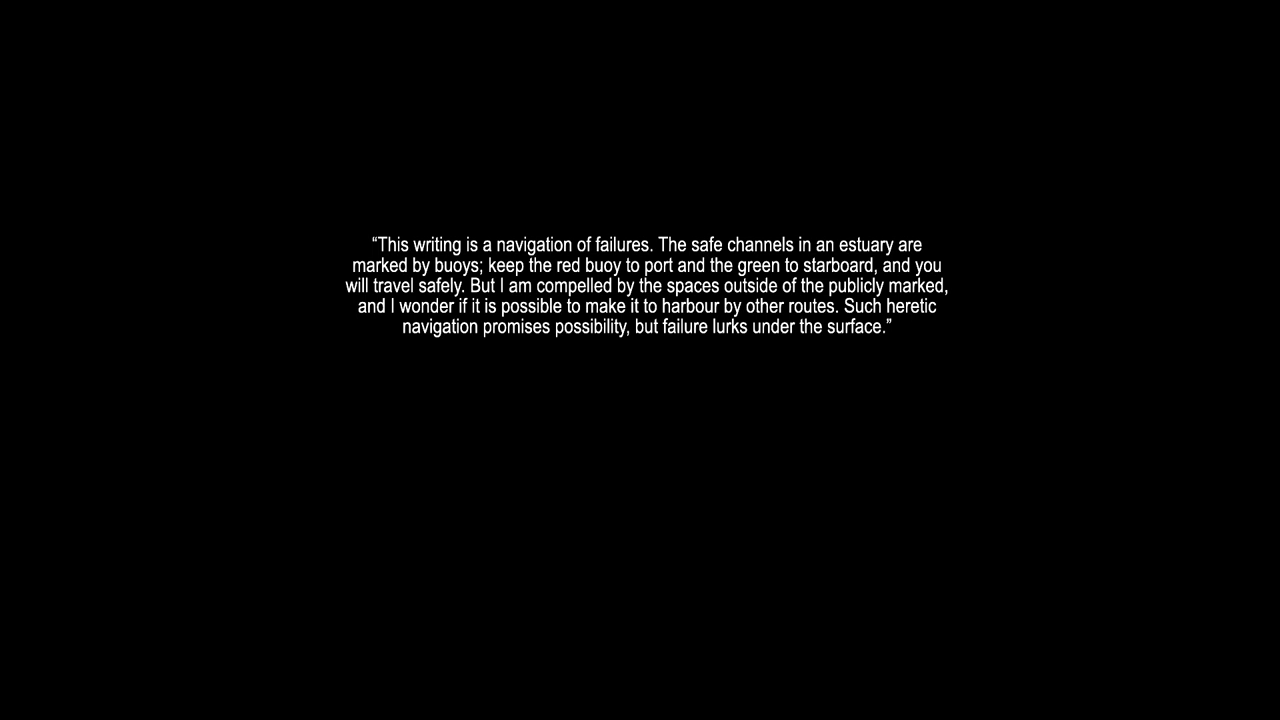 “This writing is a navigation of failures. The safe channels in an estuary are
marked by buoys; keep the red buoy to port and the green to starboard, and you
will travel safely. But I am compelled by the spaces outside of the publicly marked,
and I wonder if it is possible to make it to harbour by other routes. Such heretic
navigation promises possibility, but failure lurks under the surface.”